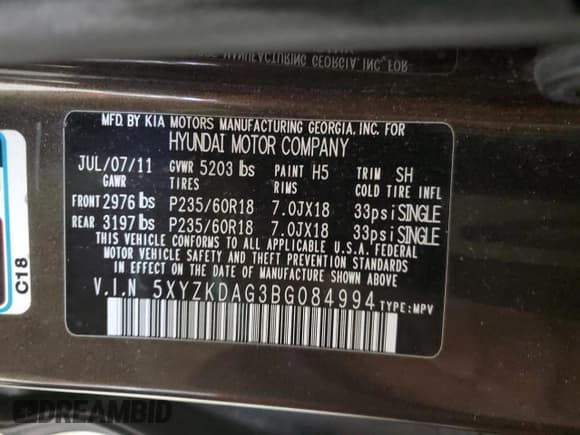 MFD. BY KIA MOTORS MANUFACTURING GEORGIA, INC. FOR
HYUNDAI MOTOR COMPANY
JUL/07/11 GVWR 5203 lbs PAINT H5 TRIM SH
GAWR TIRES RIMS COLD TIRE INFL
FRONT 2976 lbs P235/60R18 7.0JX18 33psi SINGLE
REAR 3197 lbs P235/60R18 7.0JX18 33psi SINGLE
THIS VEHICLE CONFORMS TO ALL APPLICABLE U.S.A. FEDERAL
MOTOR VEHICLE SAFETY AND THEFT PREVENTION STANDARDS
IN EFFECT ON THE DATE OF MANUFACTURE SHOWN ABOVE.
V.I.N 5XYZKDAG3BG084994 TYPE:MPV
C18
DREAMBID